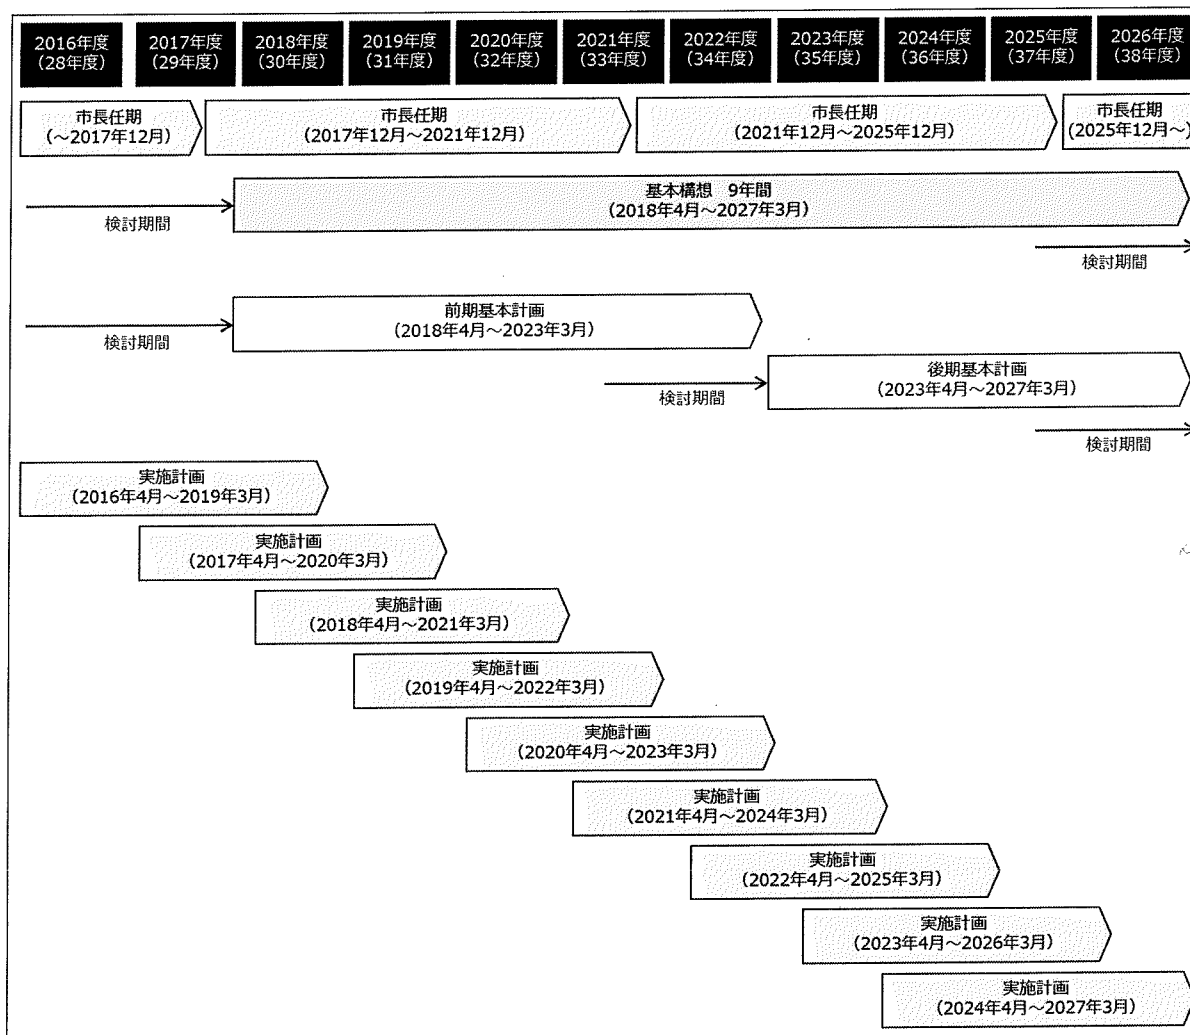 2016年度 2017年度 2018年度 2019年度 2020年度 2021年度 2022年度 2023年度 2024年度 2025年度 2026年度
(28年度) (29年度) (30年度) (31年度) (32年度) (33年度) (34年度) (35年度) (36年度) (37年度) (38年度)
市長任期 市長任期 市長任期 市長任期
(～2017年12月) (2017年12月～2021年12月) (2021年12月～2025年12月) (2025年12月～)
基本構想 9年間
(2018年4月～2027年3月)
検討期間
検討期間
前期基本計画
(2018年4月～2023年3月)
検討期間
後期基本計画
(2023年4月～2027年3月)
検討期間
検討期間
実施計画
(2016年4月～2019年3月)
実施計画
(2017年4月～2020年3月)
実施計画
(2018年4月～2021年3月)
実施計画
(2019年4月～2022年3月)
実施計画
(2020年4月～2023年3月)
実施計画
(2021年4月～2024年3月)
実施計画
(2022年4月～2025年3月)
実施計画
(2023年4月～2026年3月)
実施計画
(2024年4月～2027年3月)